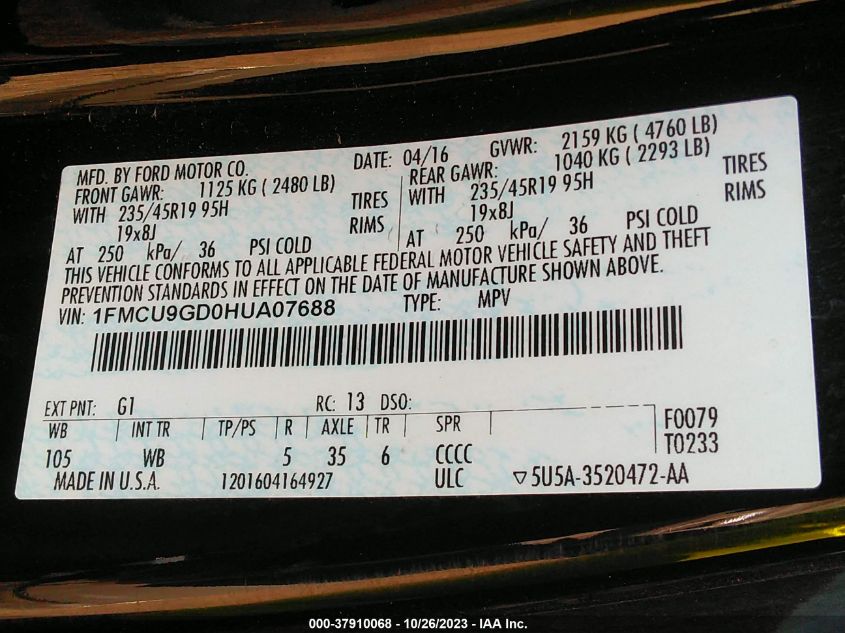 MFD. BY FORD MOTOR CO. DATE: 04/16 GVWR: 2159 KG ( 4760 LB)
FRONT GAWR: 1125 KG ( 2480 LB) REAR GAWR: 1040 KG ( 2293 LB)
WITH 235/45R19 95H TIRES WITH 235/45R19 95H TIRES
19x8J RIMS 19x8J RIMS
AT 250 kPa/ 36 PSI COLD AT 250 kPa/ 36 PSI COLD
THIS VEHICLE CONFORMS TO ALL APPLICABLE FEDERAL MOTOR VEHICLE SAFETY AND THEFT
PREVENTION STANDARDS IN EFFECT ON THE DATE OF MANUFACTURE SHOWN ABOVE.
VIN: 1FMCU9GD0HUA07688 TYPE: MPV
EXT PNT: G1 RC: 13 DSO:
WB INT TR TP/PS R AXLE TR SPR F0079
T0233
105 WB 5 35 6 CCCC
MADE IN U.S.A. 1201604164927 ULC ▽5U5A-3520472-AA
000-37910068 - 10/26/2023 - IAA Inc.